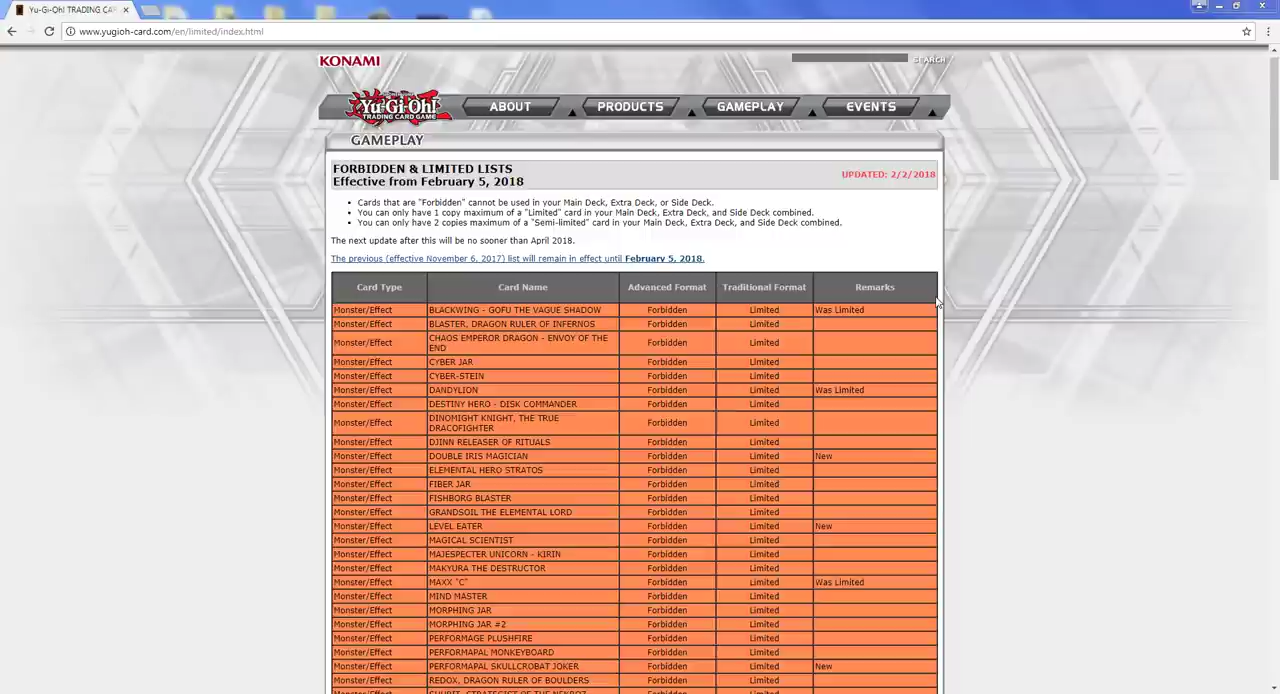 Yu-Gi-Oh! TRADING CA
www.yugioh-card.com/en/limited/index.html
KONAMI
SEARCH
Yu-Gi-Oh!
TRADING CARD GAME
ABOUT
PRODUCTS
GAMEPLAY
EVENTS
GAMEPLAY
FORBIDDEN & LIMITED LISTS
Effective from February 5, 2018
UPDATED: 2/2/2018
• Cards that are "Forbidden" cannot be used in your Main Deck, Extra Deck, or Side Deck.
• You can only have 1 copy maximum of a "Limited" card in your Main Deck, Extra Deck, and Side Deck combined.
• You can only have 2 copies maximum of a "Semi-limited" card in your Main Deck, Extra Deck, and Side Deck combined.
The next update after this will be no sooner than April 2018.
The previous (effective November 6, 2017) list will remain in effect until February 5, 2018.
Card Type Card Name Advanced Format Traditional Format Remarks
Monster/Effect BLACKWING - GOFU THE VAGUE SHADOW Forbidden Limited Was Limited
Monster/Effect BLASTER, DRAGON RULER OF INFERNOS Forbidden Limited
Monster/Effect CHAOS EMPEROR DRAGON - ENVOY OF THE
END Forbidden Limited
Monster/Effect CYBER JAR Forbidden Limited
Monster/Effect CYBER-STEIN Forbidden Limited
Monster/Effect DANDYLION Forbidden Limited Was Limited
Monster/Effect DESTINY HERO - DISK COMMANDER Forbidden Limited
Monster/Effect DINOMIGHT KNIGHT, THE TRUE
DRACOFIGHTER Forbidden Limited
Monster/Effect DJINN RELEASER OF RITUALS Forbidden Limited
Monster/Effect DOUBLE IRIS MAGICIAN Forbidden Limited New
Monster/Effect ELEMENTAL HERO STRATOS Forbidden Limited
Monster/Effect FIBER JAR Forbidden Limited
Monster/Effect FISHBORG BLASTER Forbidden Limited
Monster/Effect GRANDSOIL THE ELEMENTAL LORD Forbidden Limited
Monster/Effect LEVEL EATER Forbidden Limited New
Monster/Effect MAGICAL SCIENTIST Forbidden Limited
Monster/Effect MAJESPECTER UNICORN - KIRIN Forbidden Limited
Monster/Effect MAKYURA THE DESTRUCTOR Forbidden Limited
Monster/Effect MAXX "C" Forbidden Limited Was Limited
Monster/Effect MIND MASTER Forbidden Limited
Monster/Effect MORPHING JAR Forbidden Limited
Monster/Effect MORPHING JAR #2 Forbidden Limited
Monster/Effect PERFORMAGE PLUSHFIRE Forbidden Limited
Monster/Effect PERFORMAPAL MONKEYBOARD Forbidden Limited
Monster/Effect PERFORMAPAL SKULLCROBAT JOKER Forbidden Limited New
Monster/Effect REDOX, DRAGON RULER OF BOULDERS Forbidden Limited